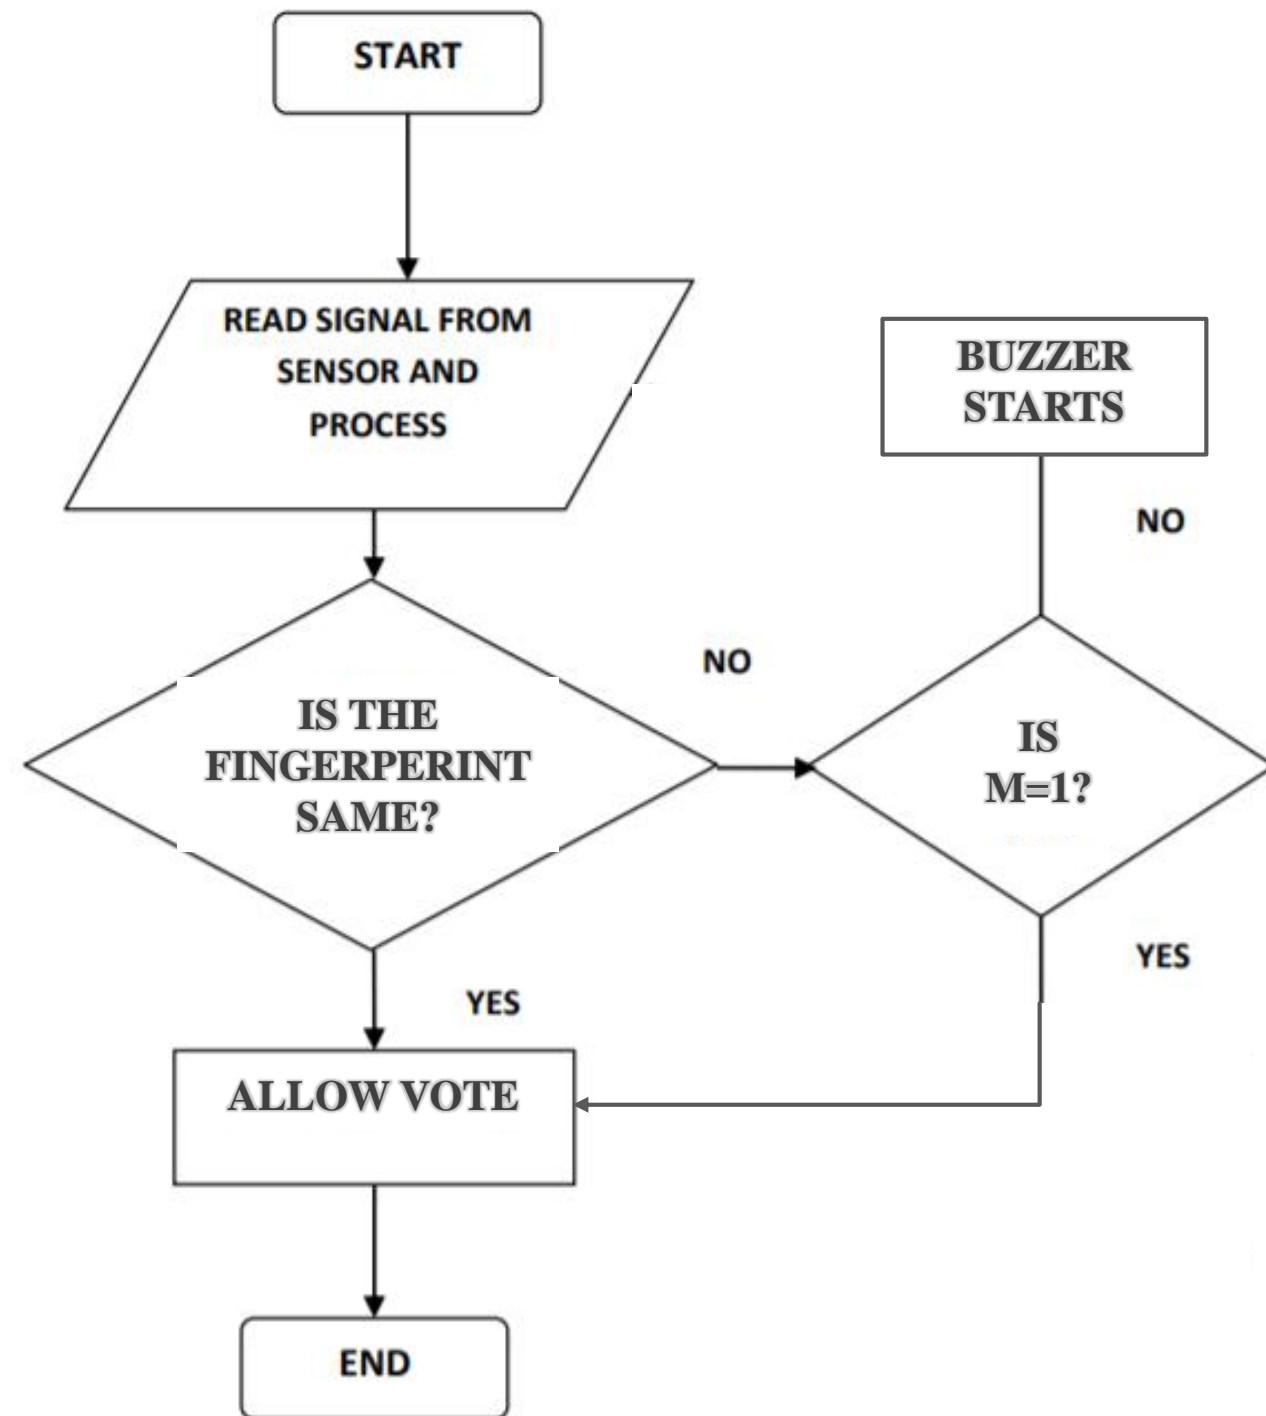 START
READ SIGNAL FROM
SENSOR AND
PROCESS
BUZZER
STARTS
NO
NO
IS THE
FINGERPERINT
SAME?
IS
M=1?
YES
YES
ALLOW VOTE
END